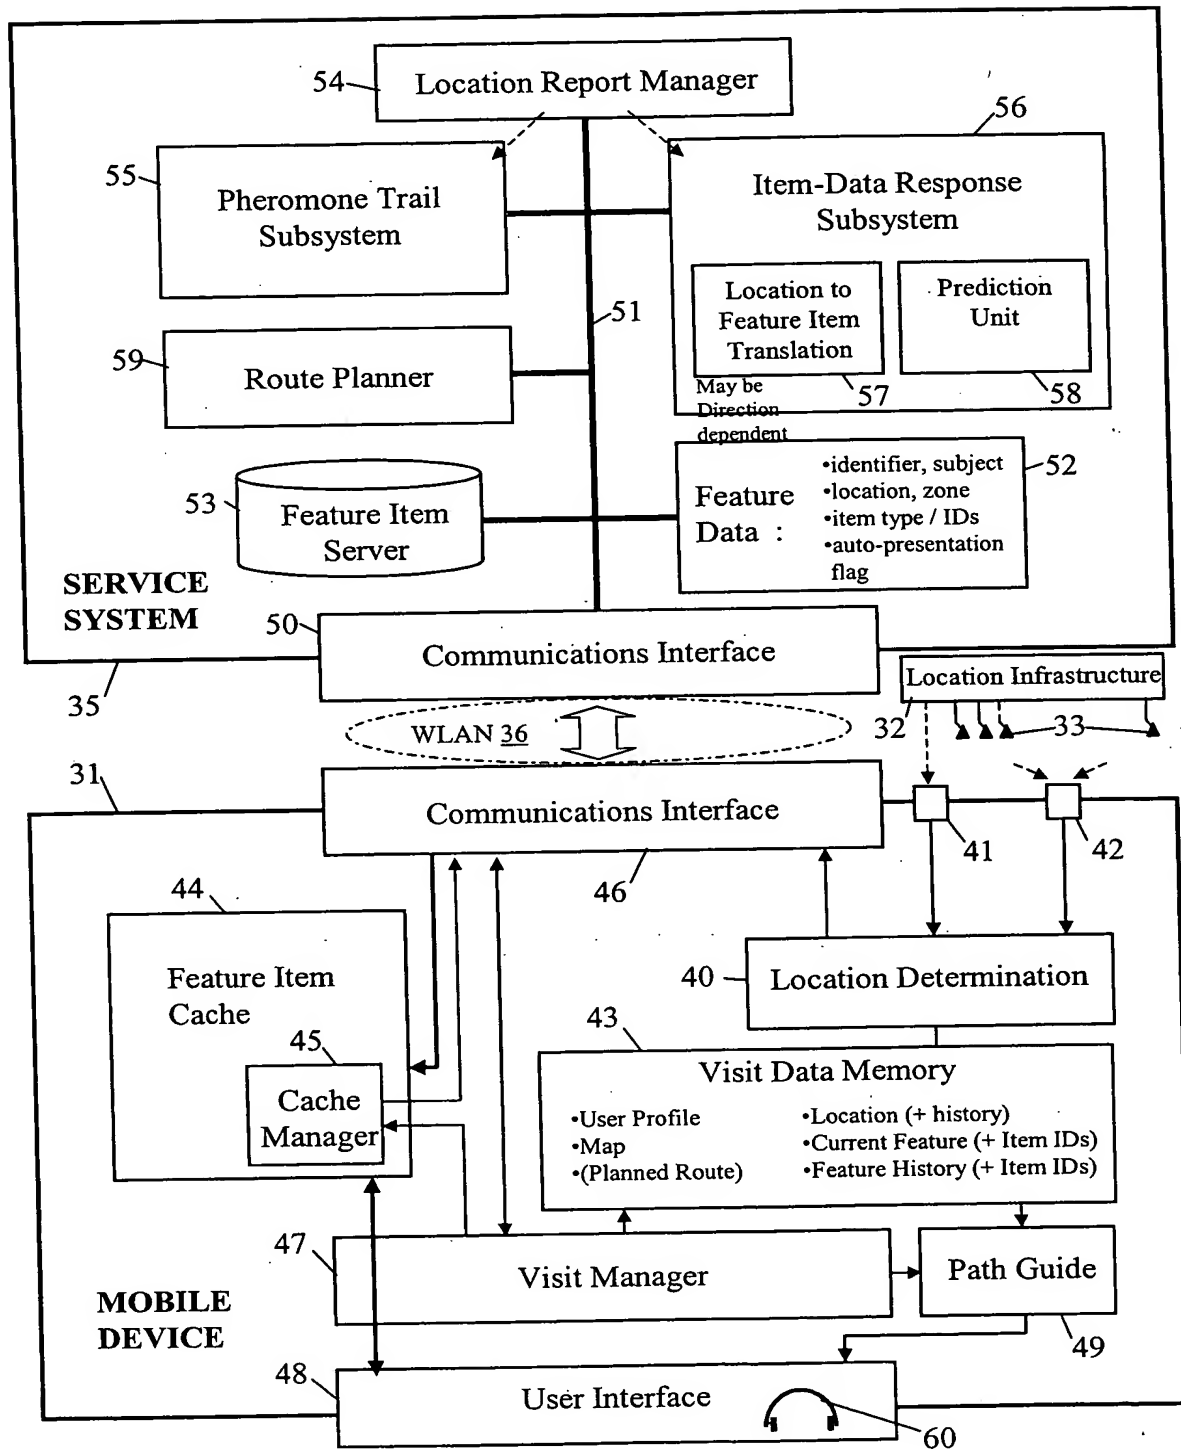 54
Location Report Manager
56
55
Pheromone Trail
Subsystem
Item-Data Response
Subsystem
Location to
Feature Item
Translation
Prediction
Unit
51
59
Route Planner
57
58
May be
Direction
dependent
53
Feature Item
Server
Feature
Data :
•identifier, subject
•location, zone
•item type / IDs
•auto-presentation
flag
52
SERVICE
SYSTEM
50
Communications Interface
35
Location Infrastructure
32
33
WLAN 36
31
Communications Interface
41
42
46
44
Feature Item
Cache
40
Location Determination
45
Cache
Manager
43
Visit Data Memory
•User Profile
•Map
•(Planned Route)
•Location (+ history)
•Current Feature (+ Item IDs)
•Feature History (+ Item IDs)
47
Visit Manager
Path Guide
MOBILE
DEVICE
49
48
User Interface
60